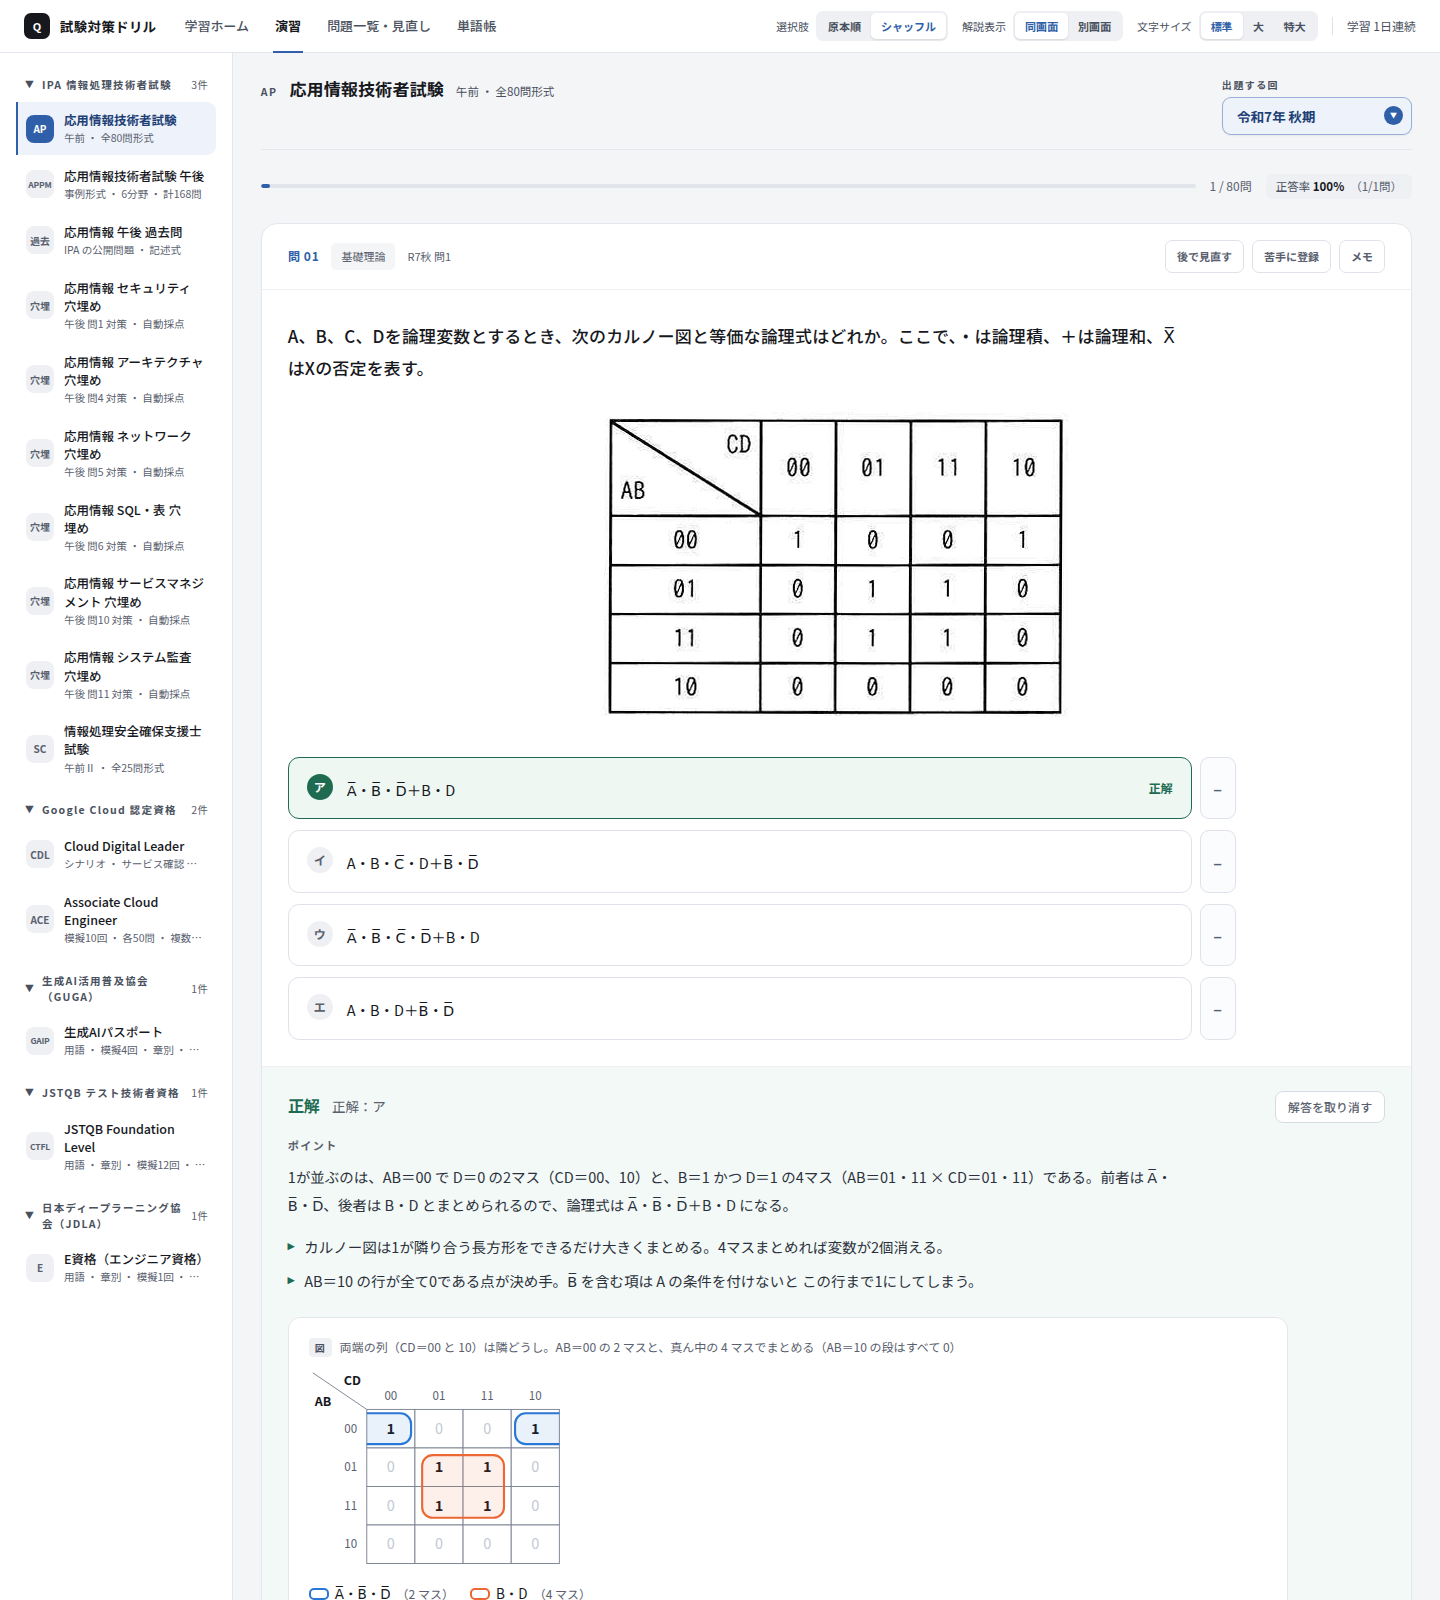 Q 試験対策ドリル 学習ホーム 演習 問題一覧・見直し 単語帳 選択肢 原本順 シャッフル 解説表示 同画面 別画面 文字サイズ 標準 大 特大 学習 1日連続
▼ IPA 情報処理技術者試験 3件
AP 応用情報技術者試験
午前 ・ 全80問形式
APPM 応用情報技術者試験 午後
事例形式 ・ 6分野 ・ 計168問
過去 応用情報 午後 過去問
IPA の公開問題 ・ 記述式
穴埋 応用情報 セキュリティ
穴埋め
午後 問1 対策 ・ 自動採点
穴埋 応用情報 アーキテクチャ
穴埋め
午後 問4 対策 ・ 自動採点
穴埋 応用情報 ネットワーク
穴埋め
午後 問5 対策 ・ 自動採点
穴埋 応用情報 SQL・表 穴
埋め
午後 問6 対策 ・ 自動採点
穴埋 応用情報 サービスマネジ
メント 穴埋め
午後 問10 対策 ・ 自動採点
穴埋 応用情報 システム監査
穴埋め
午後 問11 対策 ・ 自動採点
SC 情報処理安全確保支援士
試験
午前Ⅱ ・ 全25問形式
▼ Google Cloud 認定資格 2件
CDL Cloud Digital Leader
シナリオ ・ サービス確認 …
ACE Associate Cloud
Engineer
模擬10回 ・ 各50問 ・ 複数…
▼ 生成AI活用普及協会
（GUGA） 1件
GAIP 生成AIパスポート
用語 ・ 模擬4回 ・ 章別 ・ …
▼ JSTQB テスト技術者資格 1件
CTFL JSTQB Foundation
Level
用語 ・ 章別 ・ 模擬12回 ・ …
▼ 日本ディープラーニング協
会（JDLA） 1件
E E資格（エンジニア資格）
用語 ・ 章別 ・ 模擬1回 ・ …
AP 応用情報技術者試験 午前 ・ 全80問形式
出題する回
令和7年 秋期 ▼
1 / 80問 正答率 100% （1/1問）
問 01 基礎理論 R7秋 問1 後で見直す 苦手に登録 メモ
A、B、C、Dを論理変数とするとき、次のカルノー図と等価な論理式はどれか。ここで、・は論理積、＋は論理和、X̅
はXの否定を表す。
CD
AB 00 01 11 10
00 1 0 0 1
01 0 1 1 0
11 0 1 1 0
10 0 0 0 0
ア A̅・B̅・D̅＋B・D 正解 –
イ A・B・C̅・D＋B̅・D̅ –
ウ A̅・B̅・C̅・D̅＋B・D –
エ A・B・D＋B̅・D̅ –
正解 正解：ア 解答を取り消す
ポイント
1が並ぶのは、AB＝00 で D＝0 の2マス（CD＝00、10）と、B＝1 かつ D＝1 の4マス（AB＝01・11 × CD＝01・11）である。前者は A̅・
B̅・D̅、後者は B・D とまとめられるので、論理式は A̅・B̅・D̅＋B・D になる。
▶ カルノー図は1が隣り合う長方形をできるだけ大きくまとめる。4マスまとめれば変数が2個消える。
▶ AB＝10 の行が全て0である点が決め手。B̅ を含む項は A の条件を付けないと この行まで1にしてしまう。
図 両端の列（CD＝00 と 10）は隣どうし。AB＝00 の 2 マスと、真ん中の 4 マスでまとめる（AB＝10 の段はすべて 0）
CD
AB 00 01 11 10
00 1 0 0 1
01 0 1 1 0
11 0 1 1 0
10 0 0 0 0
A̅・B̅・D̅ （2 マス） B・D （4 マス）